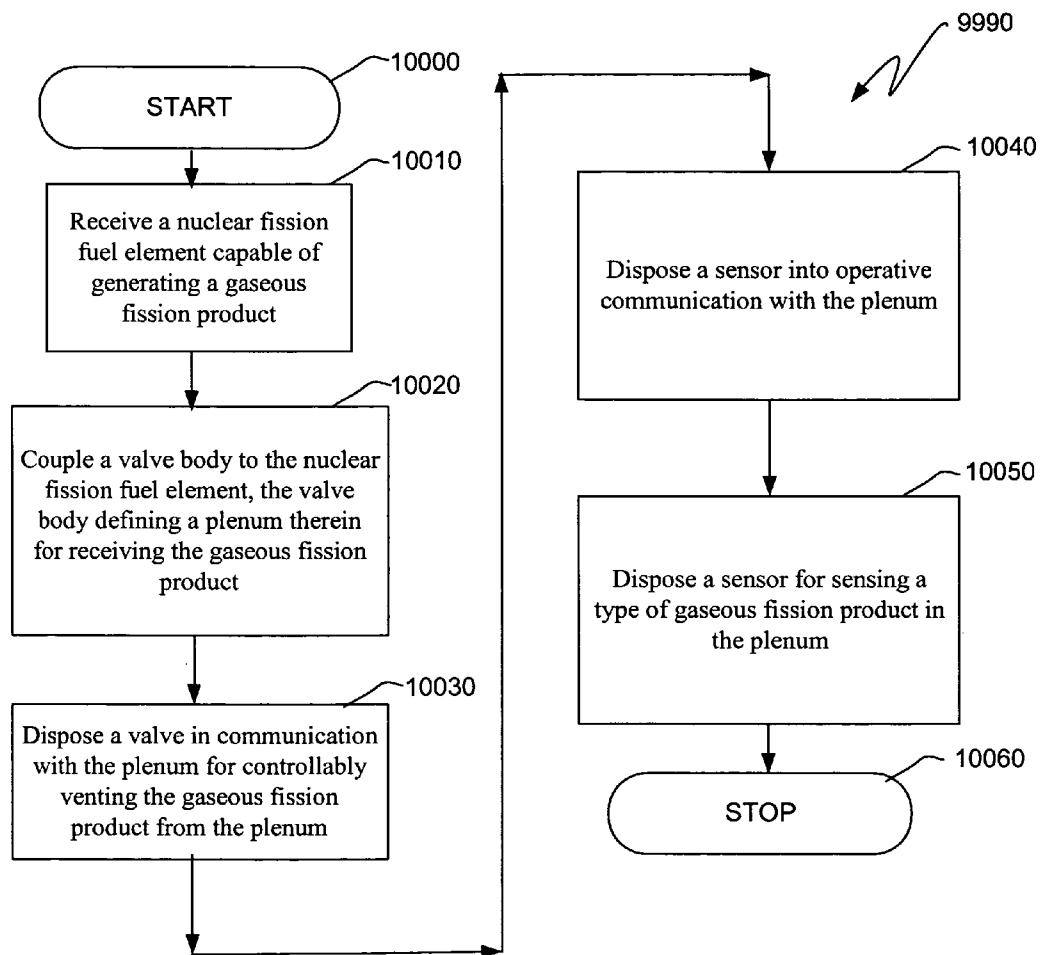 10000
START
10010
Receive a nuclear fission
fuel element capable of
generating a gaseous
fission product
10020
Couple a valve body to the nuclear
fission fuel element, the valve
body defining a plenum therein
for receiving the gaseous fission
product
10030
Dispose a valve in communication
with the plenum for controllably
venting the gaseous fission
product from the plenum
9990
10040
Dispose a sensor into operative
communication with the plenum
10050
Dispose a sensor for sensing a
type of gaseous fission product in
the plenum
10060
STOP